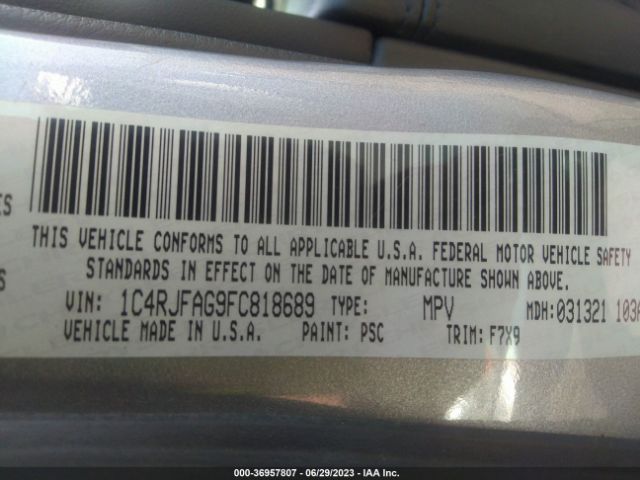 ES
THIS VEHICLE CONFORMS TO ALL APPLICABLE U.S.A. FEDERAL MOTOR VEHICLE SAFETY
STANDARDS IN EFFECT ON THE DATE OF MANUFACTURE SHOWN ABOVE.
S
VIN: 1C4RJFAG9FC818689 TYPE: MPV MDH:031321 103A
VEHICLE MADE IN U.S.A. PAINT: PSC TRIM: F7X9
000-36957807 - 06/29/2023 - IAA Inc.